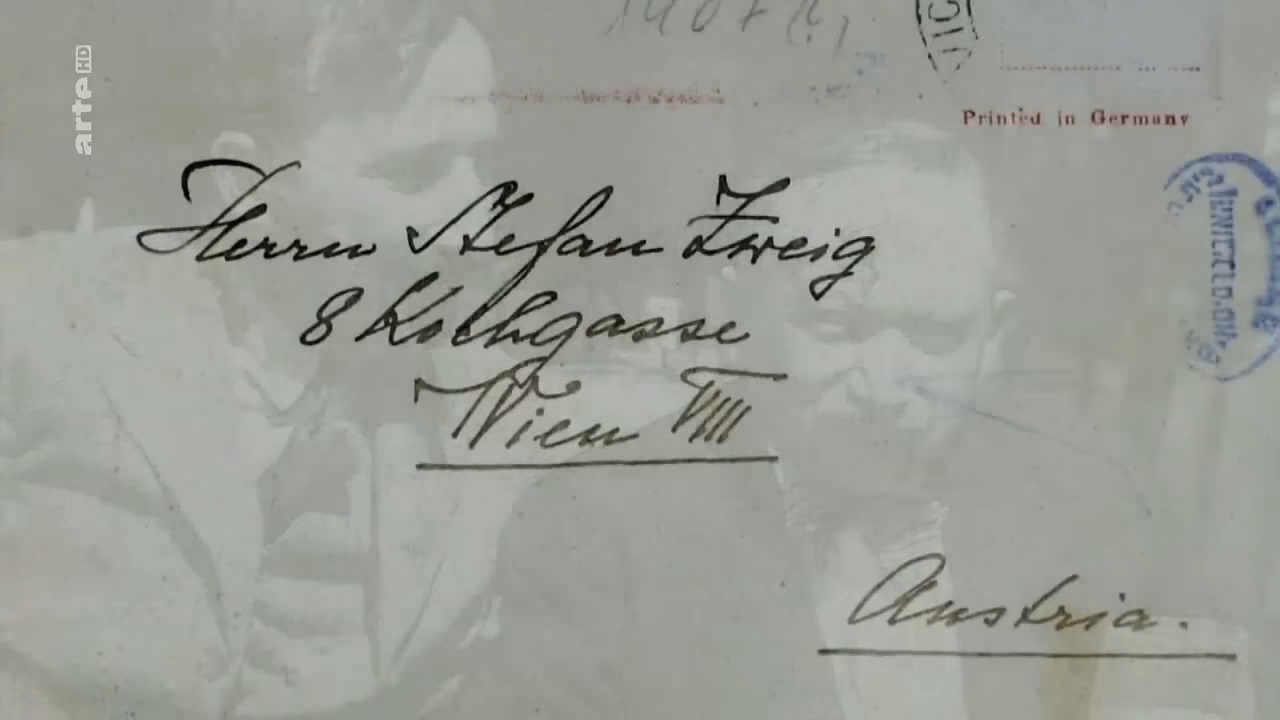 arte HD
Printed in Germany
Herrn Stefan Zweig
8 Kochgasse
Wien VIII
Austria.